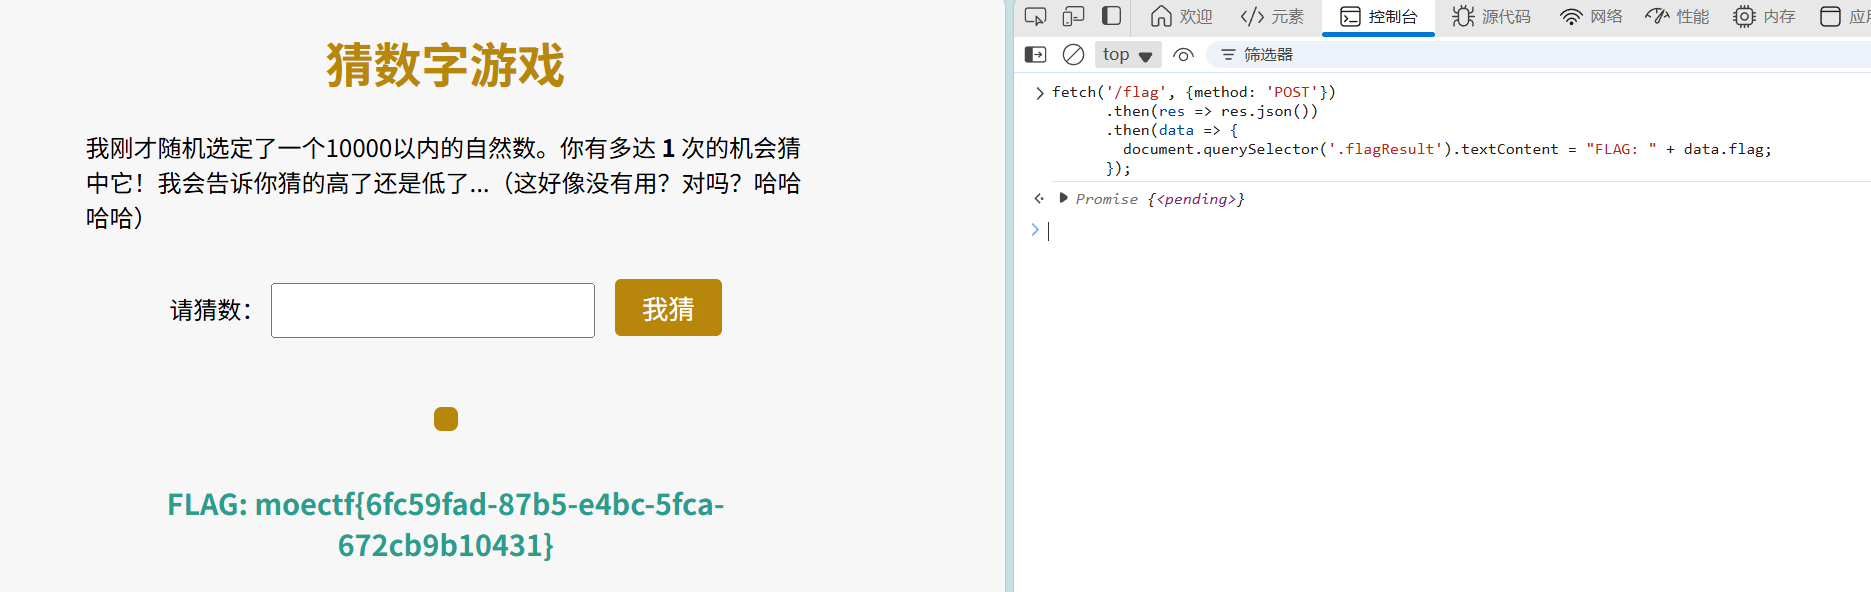 猜数字游戏
我刚才随机选定了一个10000以内的自然数。你有多达 1 次的机会猜
中它！我会告诉你猜的高了还是低了...（这好像没有用？对吗？哈哈
哈哈）
请猜数：
我猜
FLAG: moectf{6fc59fad-87b5-e4bc-5fca-
672cb9b10431}
欢迎 元素 控制台 源代码 网络 性能 内存
top 筛选器
fetch('/flag', {method: 'POST'})
.then(res => res.json())
.then(data => {
document.querySelector('.flagResult').textContent = "FLAG: " + data.flag;
});
Promise {<pending>}